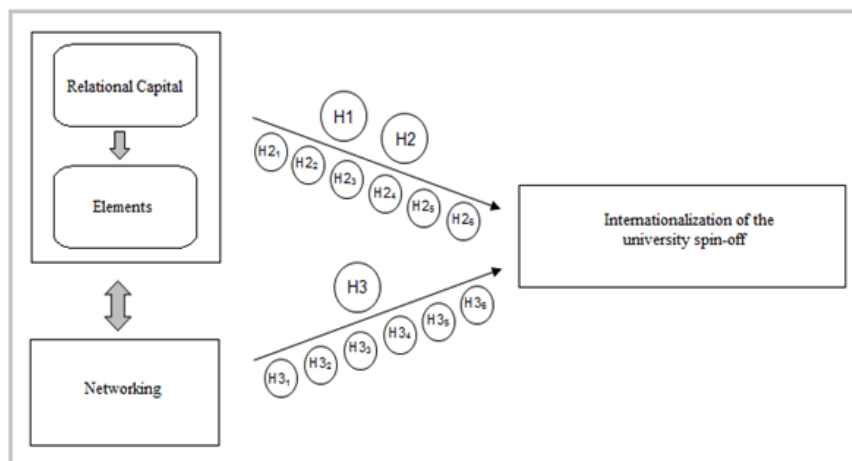 Relational Capital
Elements
Networking
H1
H2
H2₁
H2₂
H2₃
H2₄
H2₅
H2₆
H3
H3₁
H3₂
H3₃
H3₄
H3₅
H3₆
Internationalization of the
university spin-off